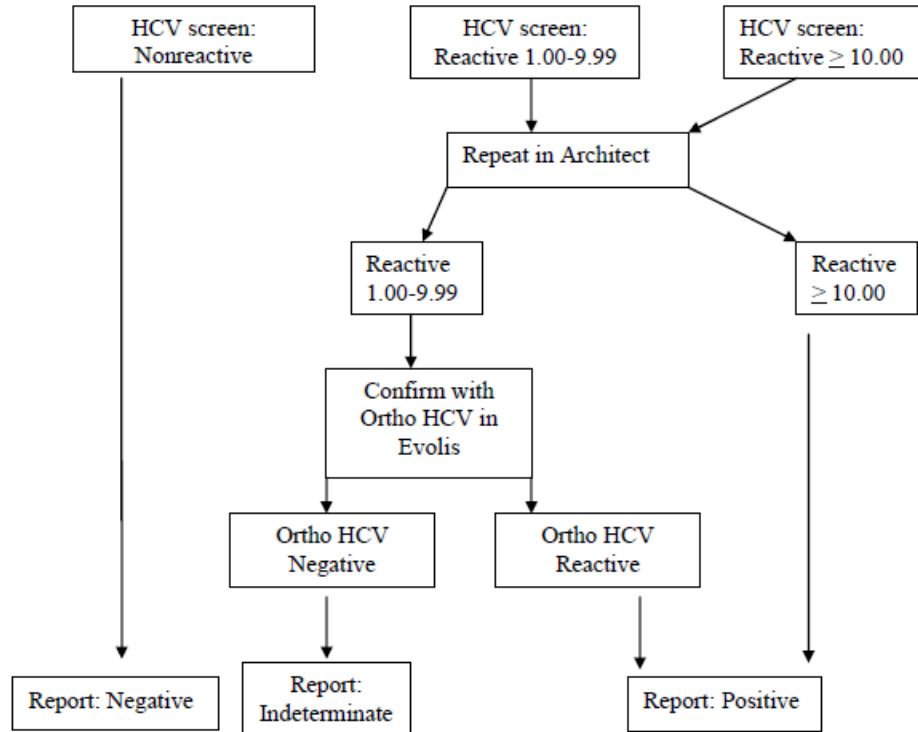 HCV screen:
Nonreactive
HCV screen:
Reactive 1.00-9.99
HCV screen:
Reactive ≥ 10.00
Repeat in Architect
Reactive
1.00-9.99
Reactive
≥ 10.00
Confirm with
Ortho HCV in
Evolis
Ortho HCV
Negative
Ortho HCV
Reactive
Report: Negative
Report:
Indeterminate
Report: Positive